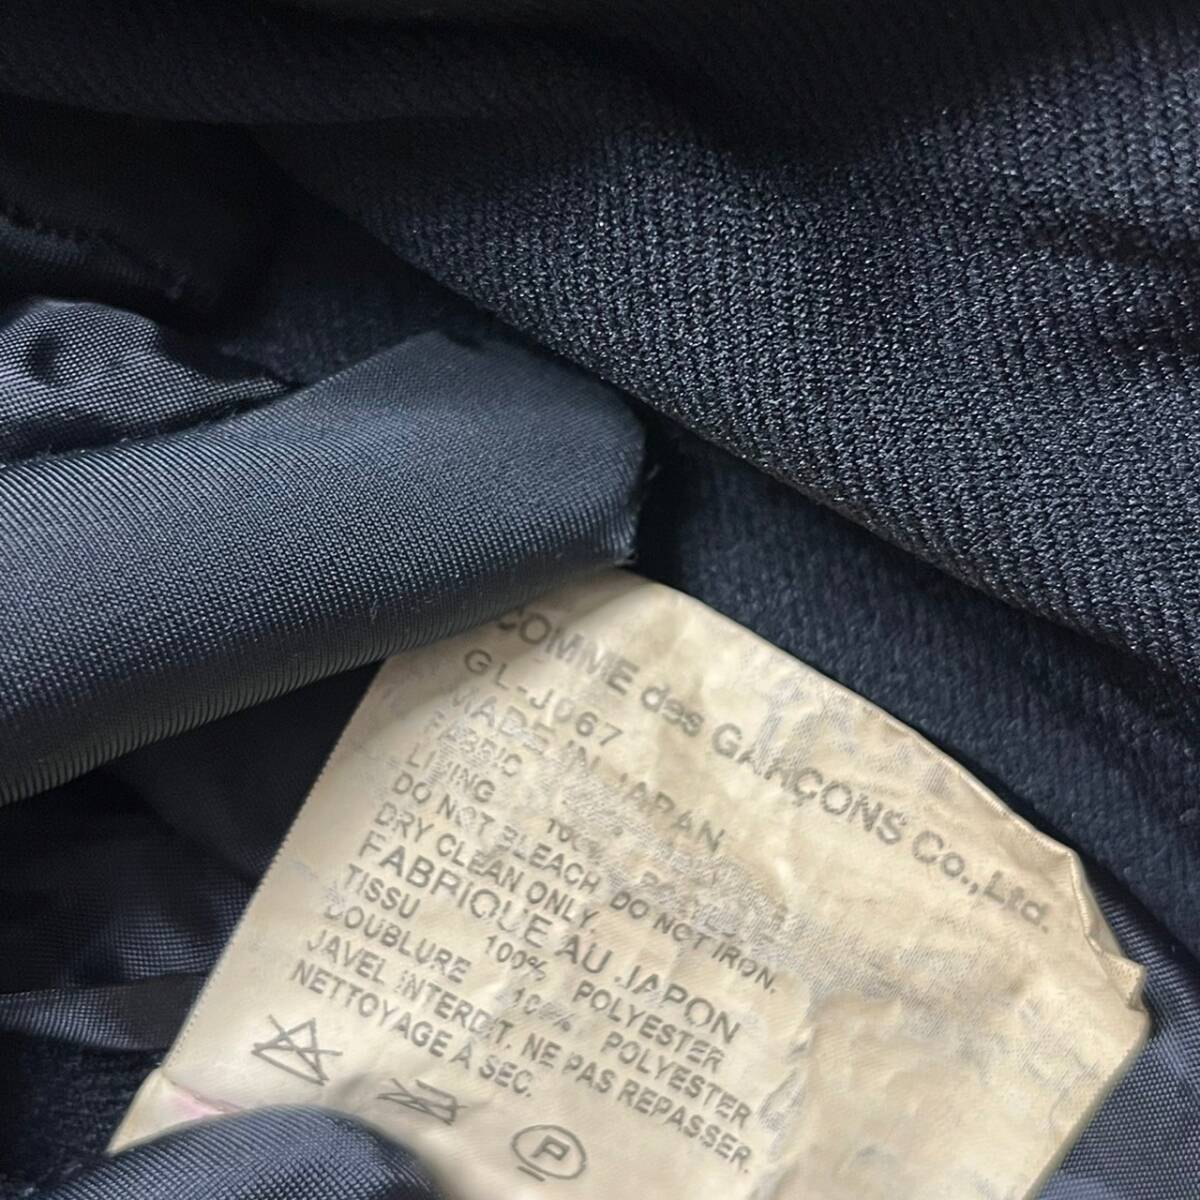 COMME des GARÇONS Co., Ltd.
GL-J067
MADE IN JAPAN
FABRIC
LINING
DO NOT BLEACH DO NOT IRON.
DRY CLEAN ONLY
FABRIQUE AU JAPON
TISSU 100% POLYESTER
DOUBLURE 100% POLYESTER
JAVEL INTERDIT. NE PAS REPASSER.
NETTOYAGE A SEC.
P